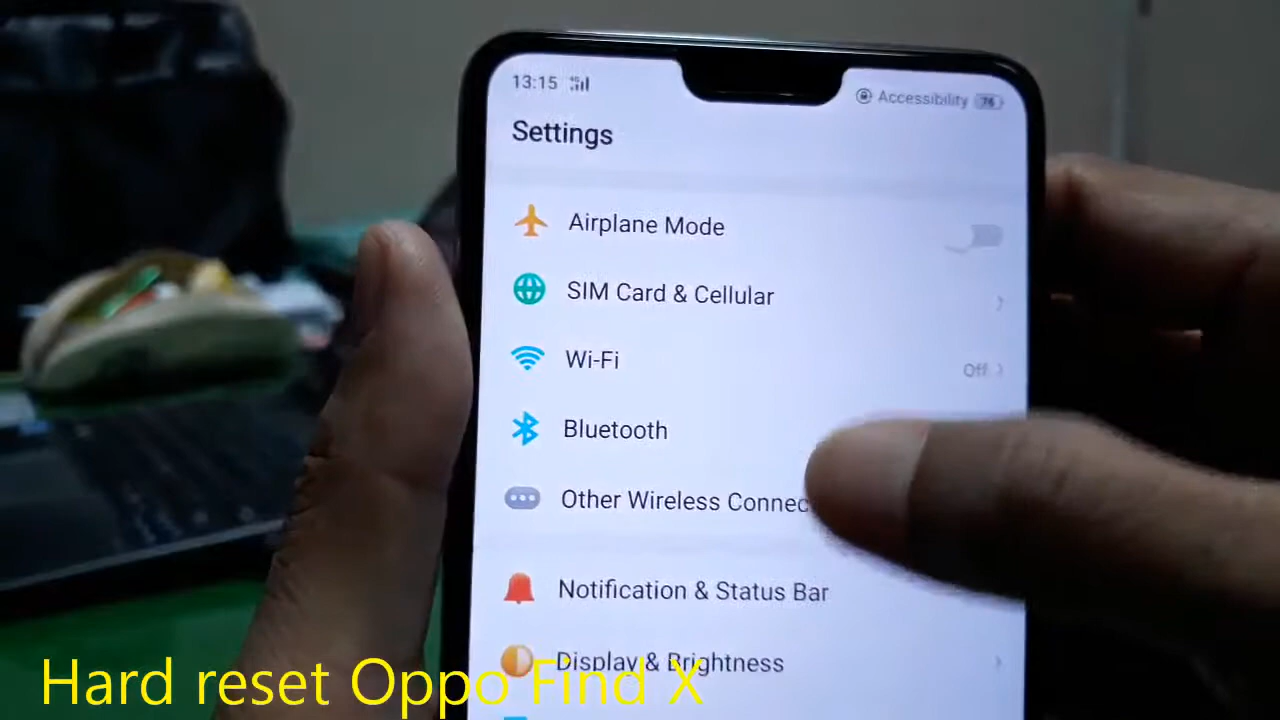 13:15
Accessibility 76
Settings
Airplane Mode
SIM Card & Cellular
Wi-Fi
Off
Bluetooth
Other Wireless Connec
Notification & Status Bar
Display & Brightness
Hard reset Oppo Find X